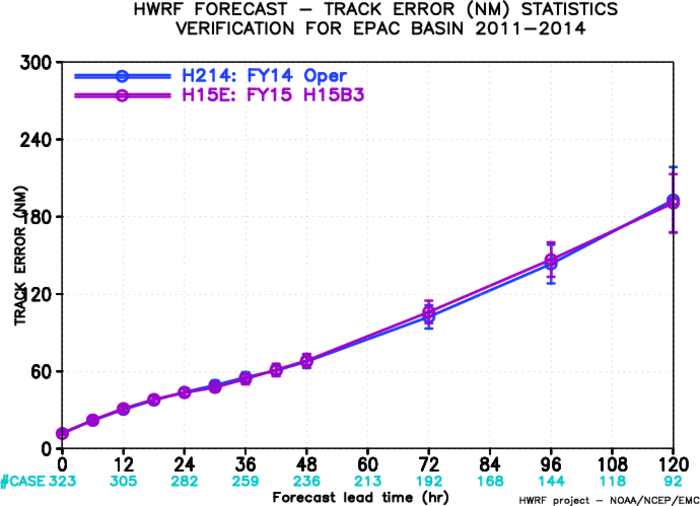 HWRF FORECAST – TRACK ERROR (NM) STATISTICS
VERIFICATION FOR EPAC BASIN 2011–2014
H214: FY14 Oper
H15E: FY15 H15B3
TRACK ERROR (NM)
300
240
180
120
60
0
0 12 24 36 48 60 72 84 96 108 120
#CASE 323 305 282 259 236 213 192 168 144 118 92
Forecast lead time (hr)
HWRF project – NOAA/NCEP/EMC